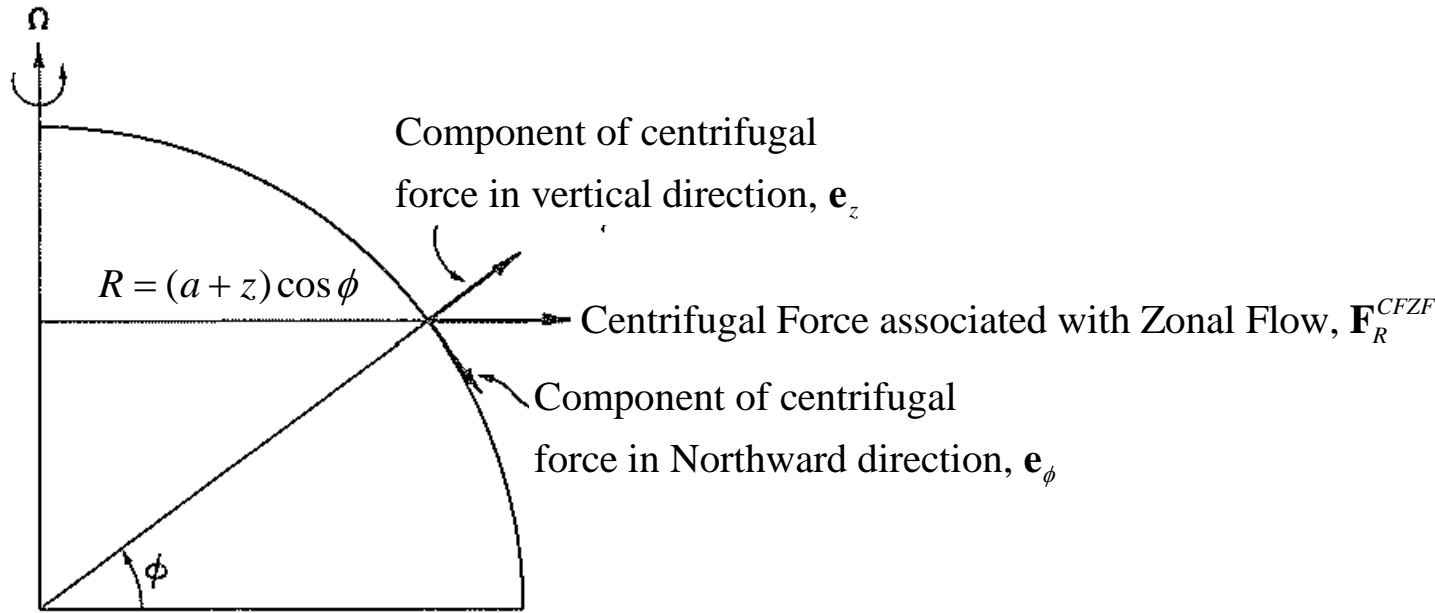 Ω
Component of centrifugal
force in vertical direction, e_z
R = (a + z) cos ϕ
Centrifugal Force associated with Zonal Flow, F_R^{CFZF}
Component of centrifugal
force in Northward direction, e_ϕ
ϕ